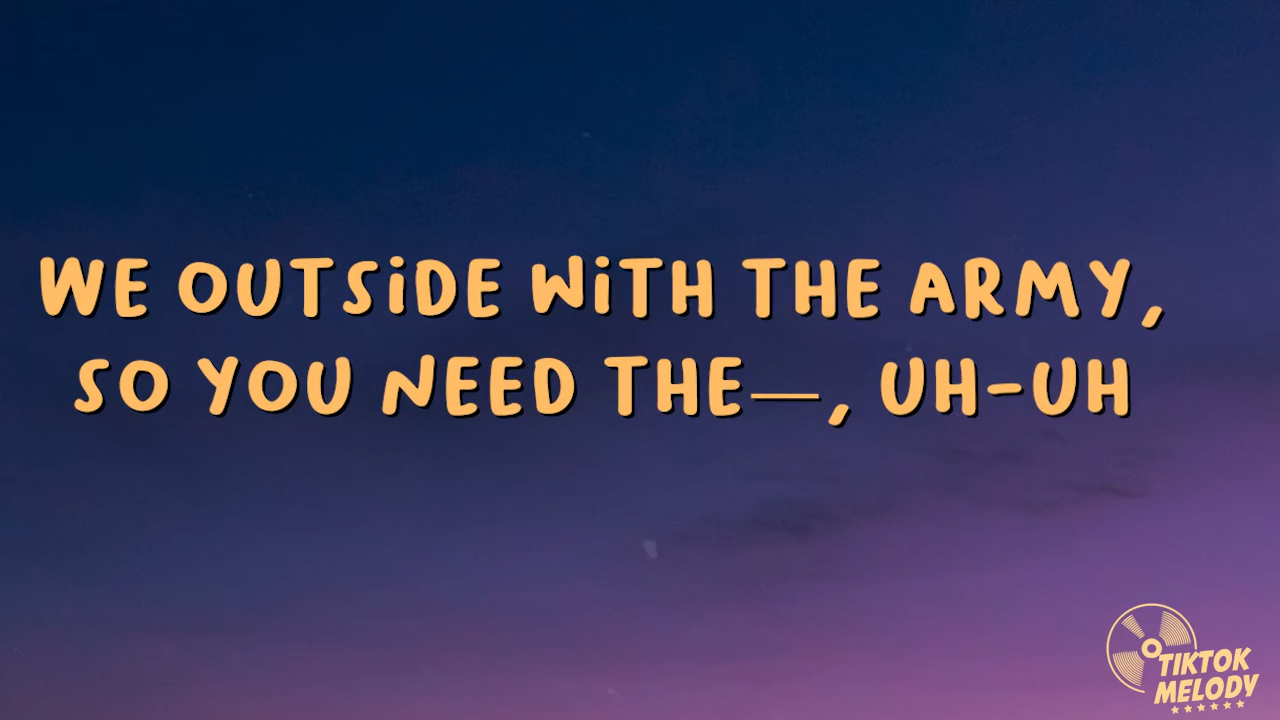 WE OUTSiDE WiTH THE ARMY,
SO YOU NEED THE—, UH-UH
TIKTOK
MELODY